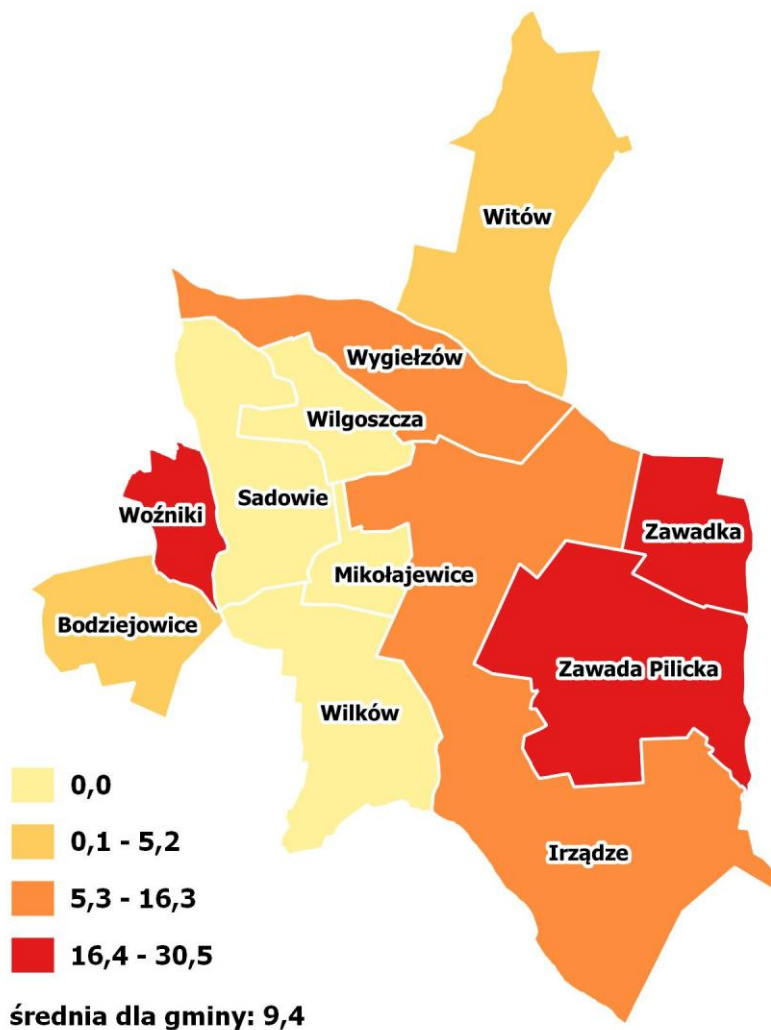 Witów
Wygiełzów
Wilgoszcza
Sadowie
Woźniki
Zawadka
Mikołajewice
Bodziejowice
Zawada Pilicka
Wilków
Irządze
0,0
0,1 - 5,2
5,3 - 16,3
16,4 - 30,5
średnia dla gminy: 9,4